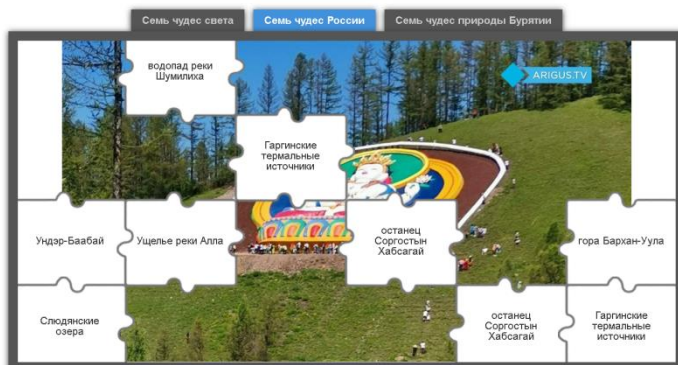 Семь чудес света
Семь чудес России
Семь чудес природы Бурятии
водопад реки
Шумилиха
ARIGUS.TV
Гаргинские
термальные
источники
Ундэр-Баабай
Ущелье реки Алла
останец
Соргостын
Хабсагай
гора Бархан-Уула
Слюдянские
озера
останец
Соргостын
Хабсагай
Гаргинские
термальные
источники